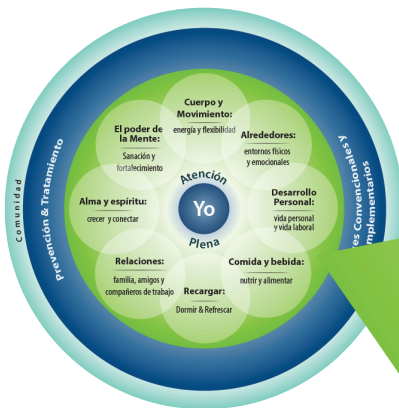 Cuerpo y
Movimiento:
energía y flexibilidad
Alrededores:
entornos físicos
y emocionales
Desarrollo
Personal:
vida personal
y vida laboral
Comida y bebida:
nutrir y alimentar
Recargar:
Dormir & Refrescar
Relaciones:
familia, amigos y
compañeros de trabajo
Alma y espíritu:
crecer y conectar
El poder de
la Mente:
Sanación y
fortalecimiento
Atención
Yo
Plena
Prevención & Tratamiento
Convencionales y
Comunidad